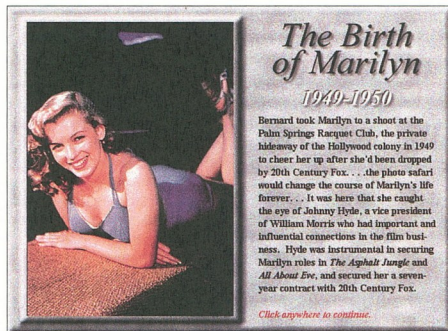 The Birth
of Marilyn
1949-1950
Bernard took Marilyn to a shoot at the
Palm Springs Racquet Club, the private
hideaway of the Hollywood colony in 1949
to cheer her up after she'd been dropped
by 20th Century Fox. . . .the photo safari
would change the course of Marilyn's life
forever. . . It was here that she caught
the eye of Johnny Hyde, a vice president
of William Morris who had important and
influential connections in the film busi-
ness. Hyde was instrumental in securing
Marilyn roles in The Asphalt Jungle and
All About Eve, and secured her a seven-
year contract with 20th Century Fox.
Click anywhere to continue.